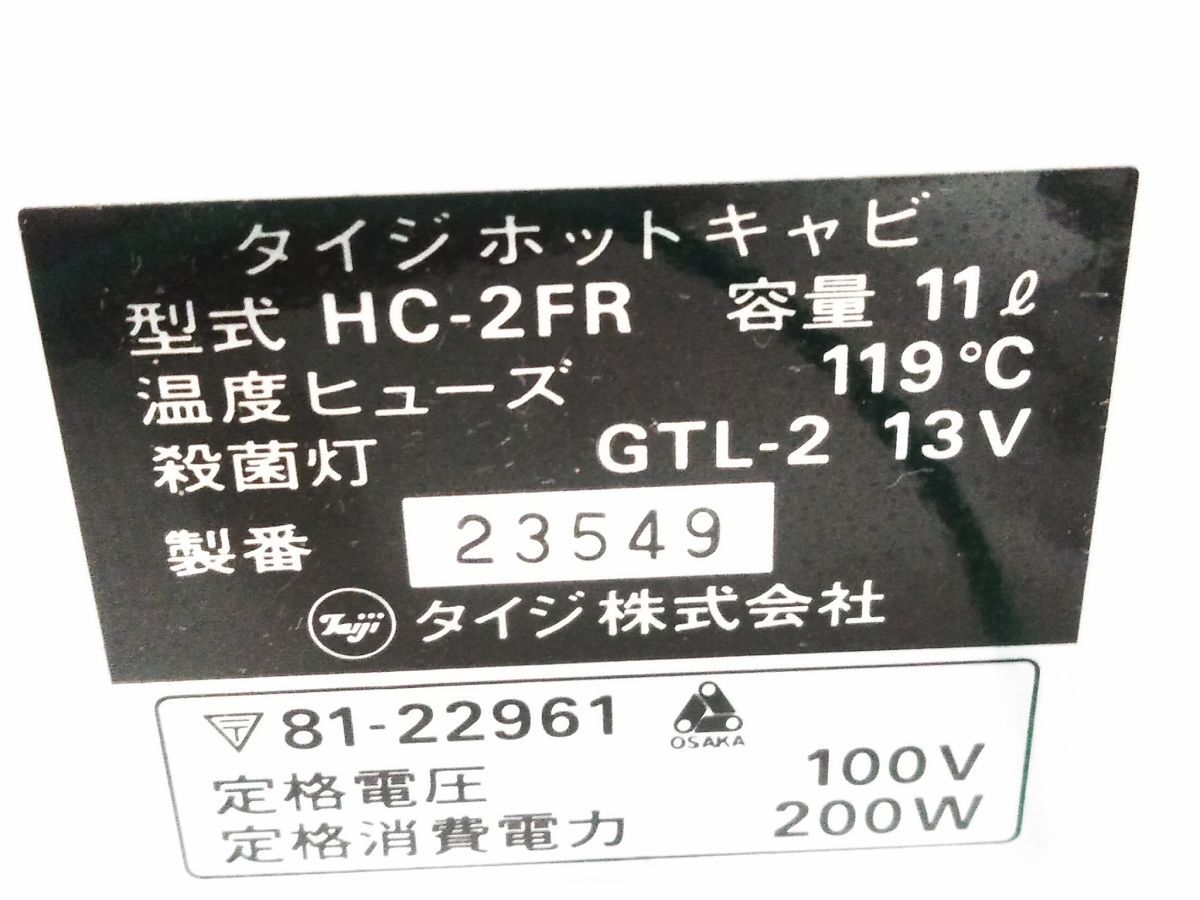 タイジ ホットキャビ
型式 HC-2FR 容量 11ℓ
温度ヒューズ 119°C
殺菌灯 GTL-2 13V
製番 23549
Taiji タイジ株式会社
〒 81-22961 OSAKA
定格電圧 100V
定格消費電力 200W